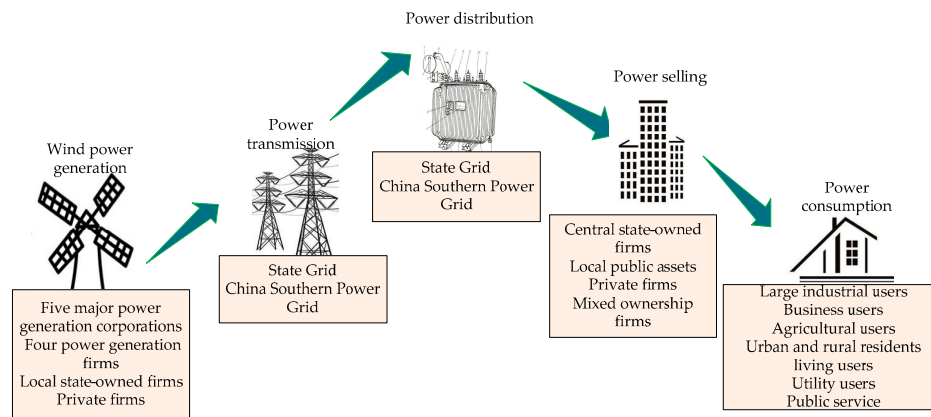 Wind power
generation
Five major power
generation corporations
Four power generation
firms
Local state-owned firms
Private firms
Power
transmission
State Grid
China Southern Power
Grid
Power distribution
State Grid
China Southern Power
Grid
Power selling
Central state-owned
firms
Local public assets
Private firms
Mixed ownership
firms
Power
consumption
Large industrial users
Business users
Agricultural users
Urban and rural residents
living users
Utility users
Public service